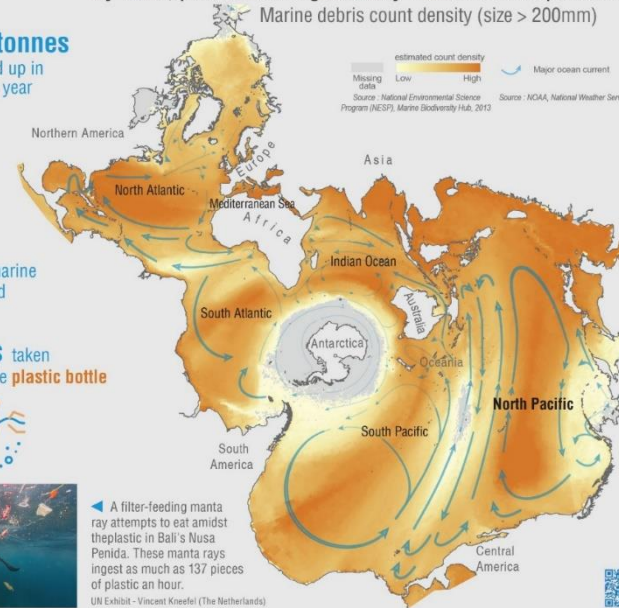 Marine debris count density (size > 200mm)
tonnes
d up in
year
estimated count density
Missing
data
Low
High
Major ocean current
Source : National Environmental Science
Program (NESP), Marine Biodiversity Hub, 2013
Source : NOAA, National Weather Serv
Northern America
Europe
Asia
North Atlantic
Mediterranean Sea
Africa
Indian Ocean
arine
d
South Atlantic
Australia
Antarctica
Oceania
s taken
e plastic bottle
North Pacific
South Pacific
South
America
◀ A filter-feeding manta
ray attempts to eat amidst
theplastic in Bali's Nusa
Penida. These manta rays
ingest as much as 137 pieces
of plastic an hour.
UN Exhibit - Vincent Kneefel (The Netherlands)
Central
America